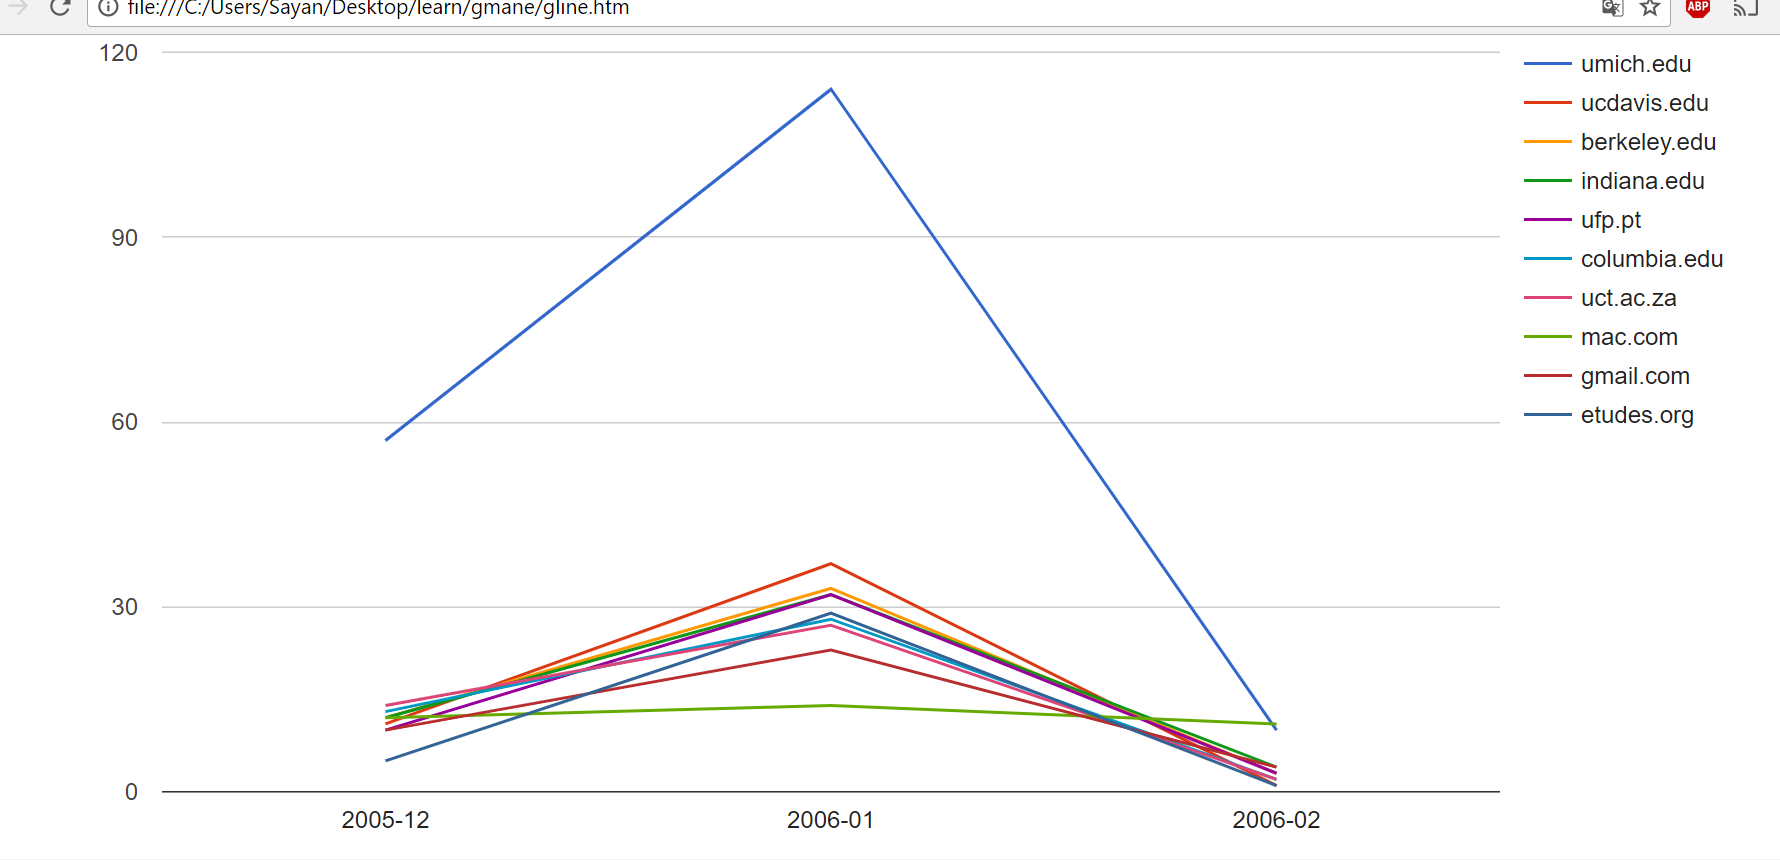 file:///C:/Users/Sayan/Desktop/learn/gmane/gline.htm
ABP
120
90
60
30
0
2005-12
2006-01
2006-02
umich.edu
ucdavis.edu
berkeley.edu
indiana.edu
ufp.pt
columbia.edu
uct.ac.za
mac.com
gmail.com
etudes.org